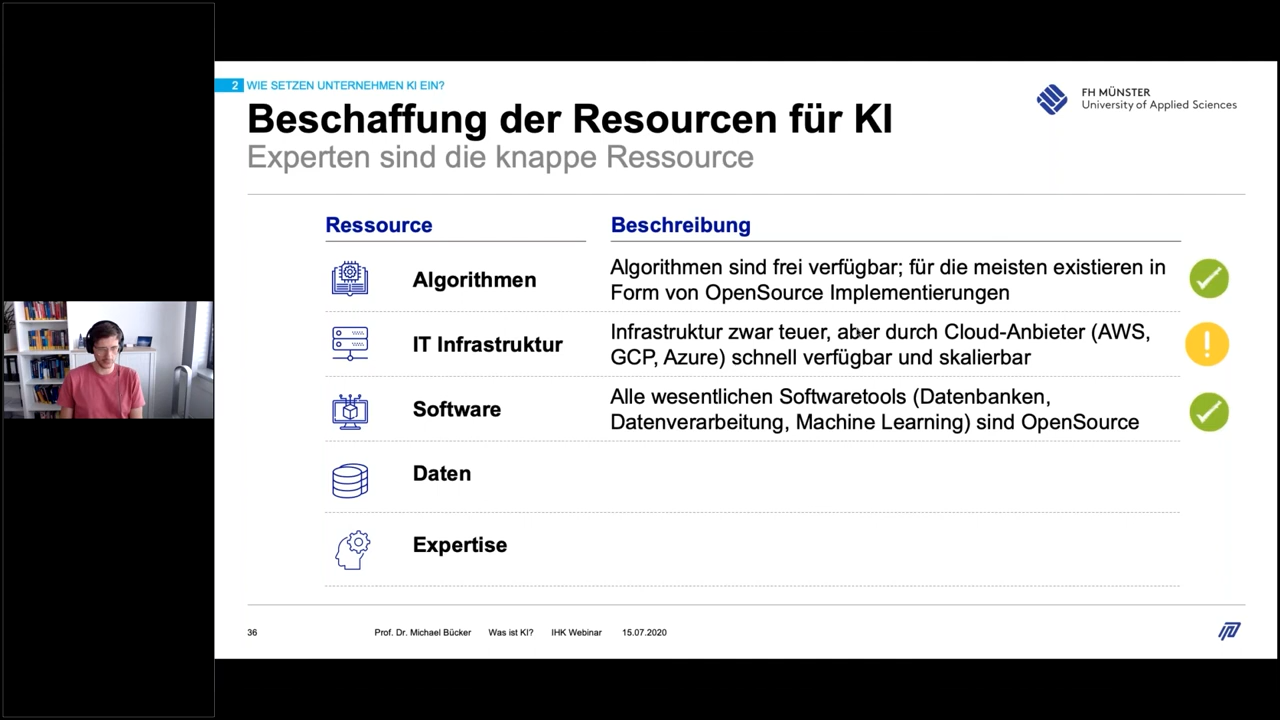 2 WIE SETZEN UNTERNEHMEN KI EIN?
Beschaffung der Resourcen für KI
Experten sind die knappe Ressource
FH MÜNSTER
University of Applied Sciences
Ressource Beschreibung
Algorithmen
Algorithmen sind frei verfügbar; für die meisten existieren in
Form von OpenSource Implementierungen
IT Infrastruktur
Infrastruktur zwar teuer, aber durch Cloud-Anbieter (AWS,
GCP, Azure) schnell verfügbar und skalierbar
!
Software
Alle wesentlichen Softwaretools (Datenbanken,
Datenverarbeitung, Machine Learning) sind OpenSource
Daten
Expertise
36 Prof. Dr. Michael Bücker Was ist KI? IHK Webinar 15.07.2020